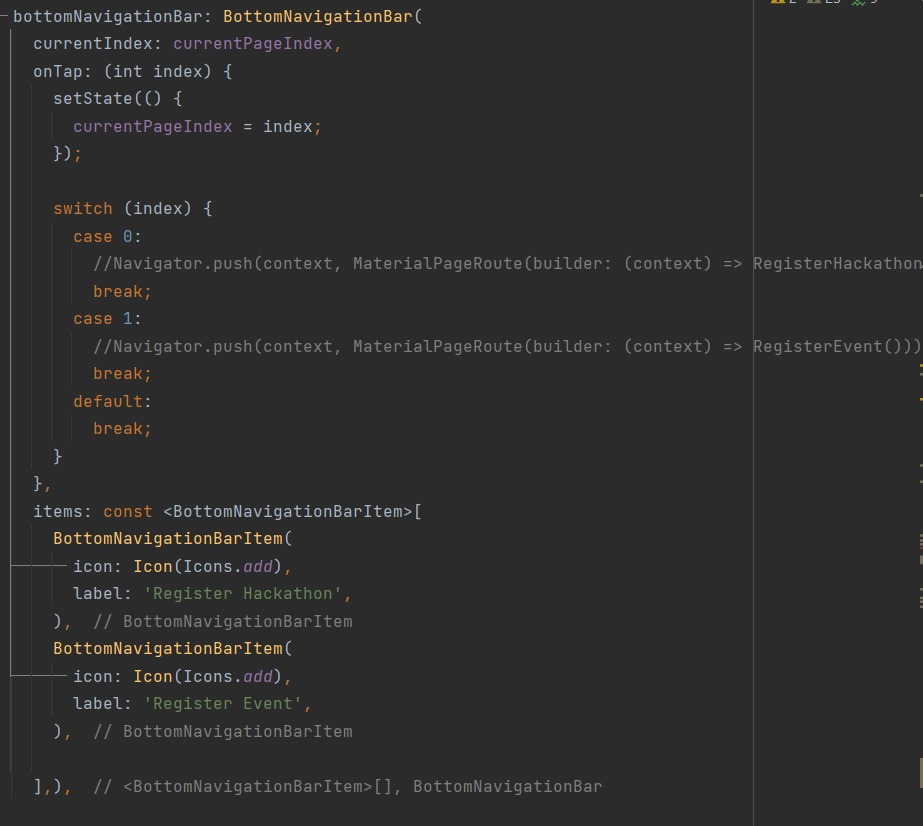 bottomNavigationBar: BottomNavigationBar(
currentIndex: currentPageIndex,
onTap: (int index) {
setState(() {
currentPageIndex = index;
});
switch (index) {
case 0:
//Navigator.push(context, MaterialPageRoute(builder: (context) => RegisterHackathon
break;
case 1:
//Navigator.push(context, MaterialPageRoute(builder: (context) => RegisterEvent()))
break;
default:
break;
}
},
items: const <BottomNavigationBarItem>[
BottomNavigationBarItem(
icon: Icon(Icons.add),
label: 'Register Hackathon',
), // BottomNavigationBarItem
BottomNavigationBarItem(
icon: Icon(Icons.add),
label: 'Register Event',
), // BottomNavigationBarItem
],), // <BottomNavigationBarItem>[], BottomNavigationBar